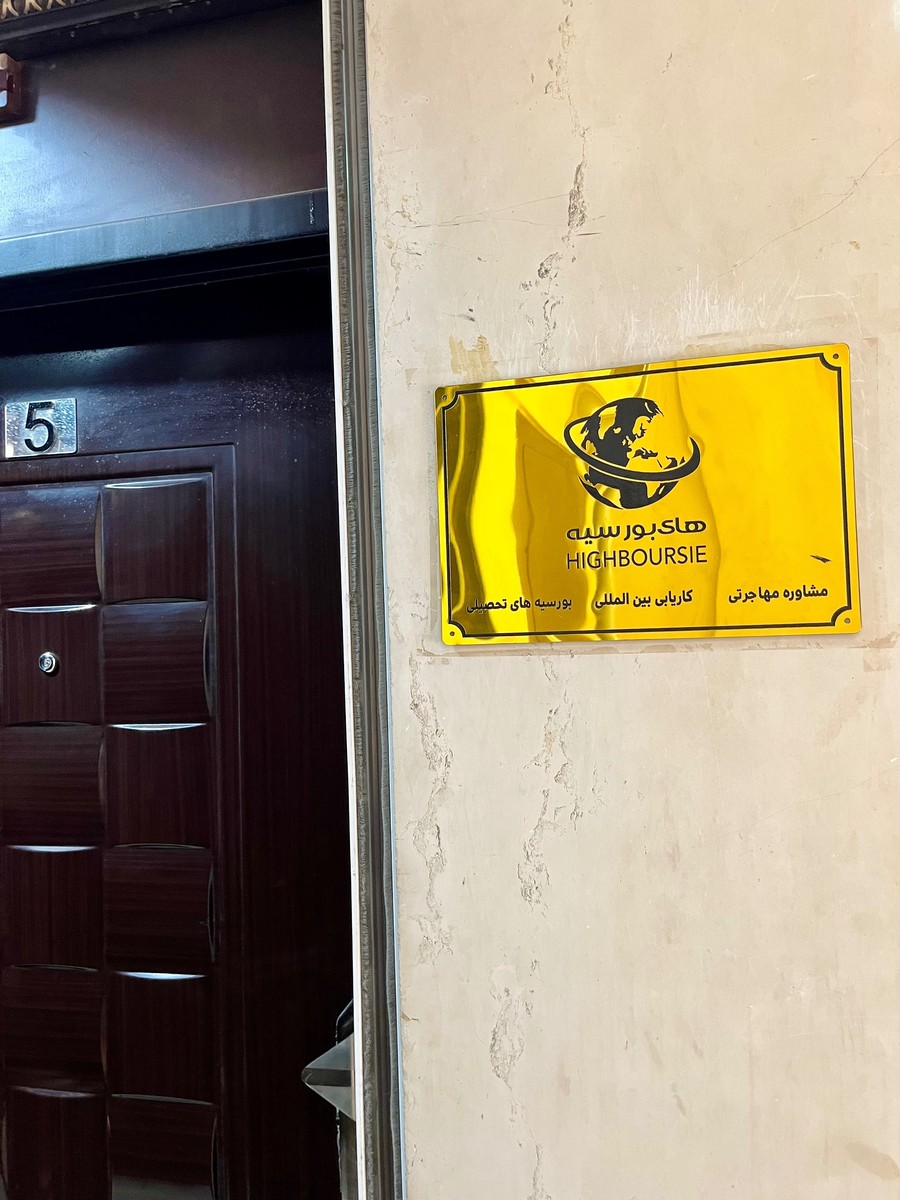 5
های‌بورسیه
HIGHBOURSIE
مشاوره مهاجرتی کاریابی بین المللی بورسیه های تحصیلی